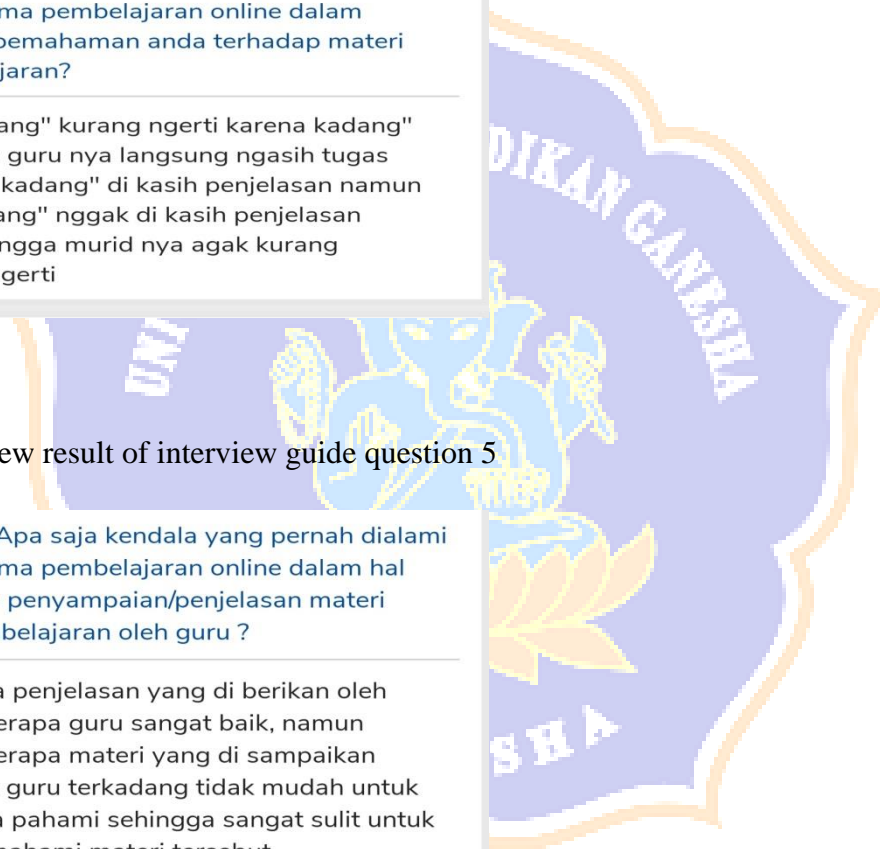 ma pembelajaran online dalam
pemahaman anda terhadap materi
jaran?
ang" kurang ngerti karena kadang"
guru nya langsung ngasih tugas
kadang" di kasih penjelasan namun
ang" nggak di kasih penjelasan
ngga murid nya agak kurang
gerti
DIKAN GANESHA
UNI
ew result of interview guide question 5
Apa saja kendala yang pernah dialami
ma pembelajaran online dalam hal
penyampaian/penjelasan materi
belajaran oleh guru ?
a penjelasan yang di berikan oleh
erapa guru sangat baik, namun
erapa materi yang di sampaikan
guru terkadang tidak mudah untuk
a pahami sehingga sangat sulit untuk
materi tersebut
SHA